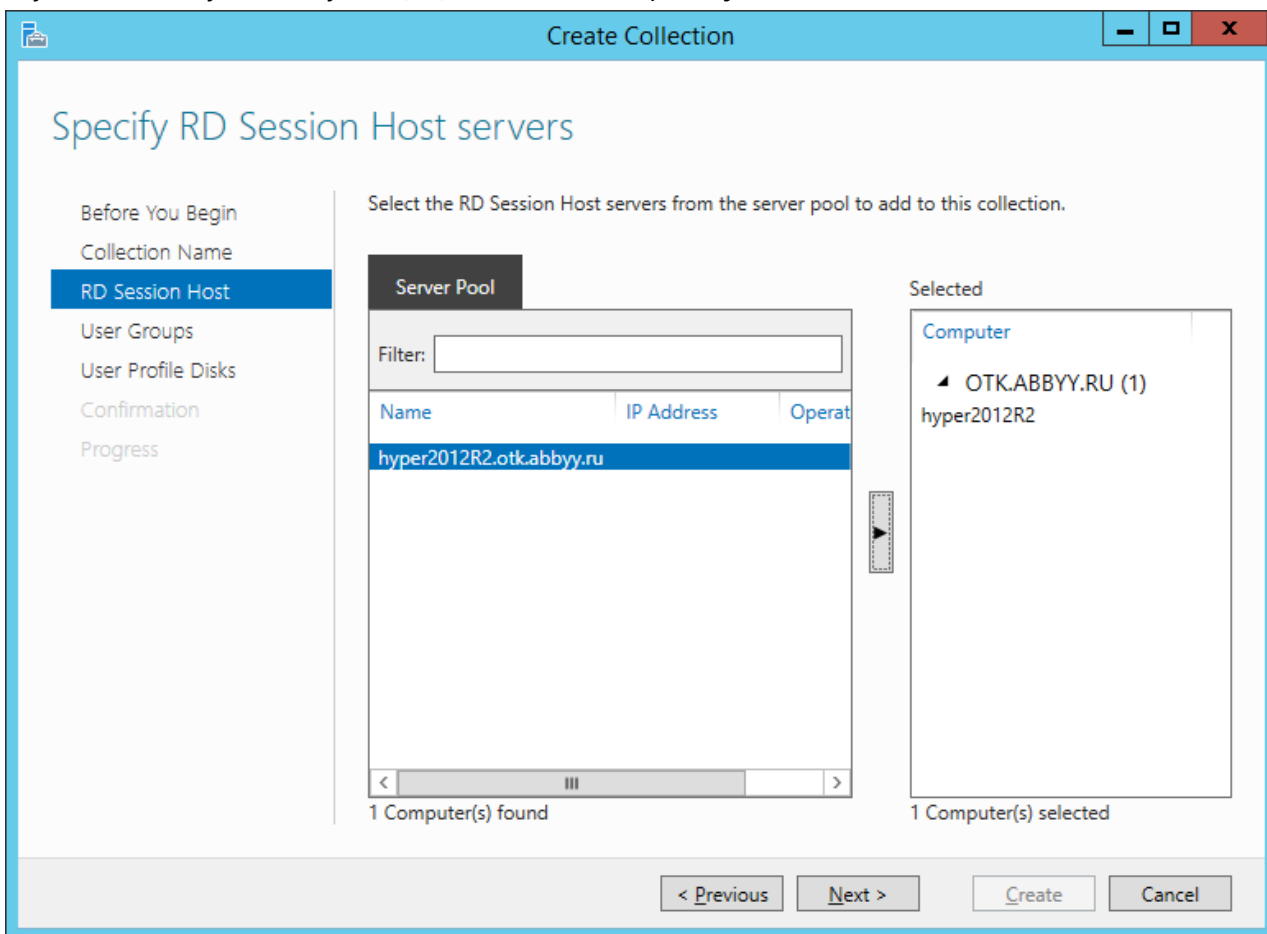 Create Collection
Specify RD Session Host servers
Before You Begin
Collection Name
RD Session Host
User Groups
User Profile Disks
Confirmation
Progress
Select the RD Session Host servers from the server pool to add to this collection.
Server Pool
Filter:
Name IP Address Operat
hyper2012R2.otk.abbyy.ru
1 Computer(s) found
Selected
Computer
OTK.ABBYY.RU (1)
hyper2012R2
1 Computer(s) selected
< Previous Next > Create Cancel